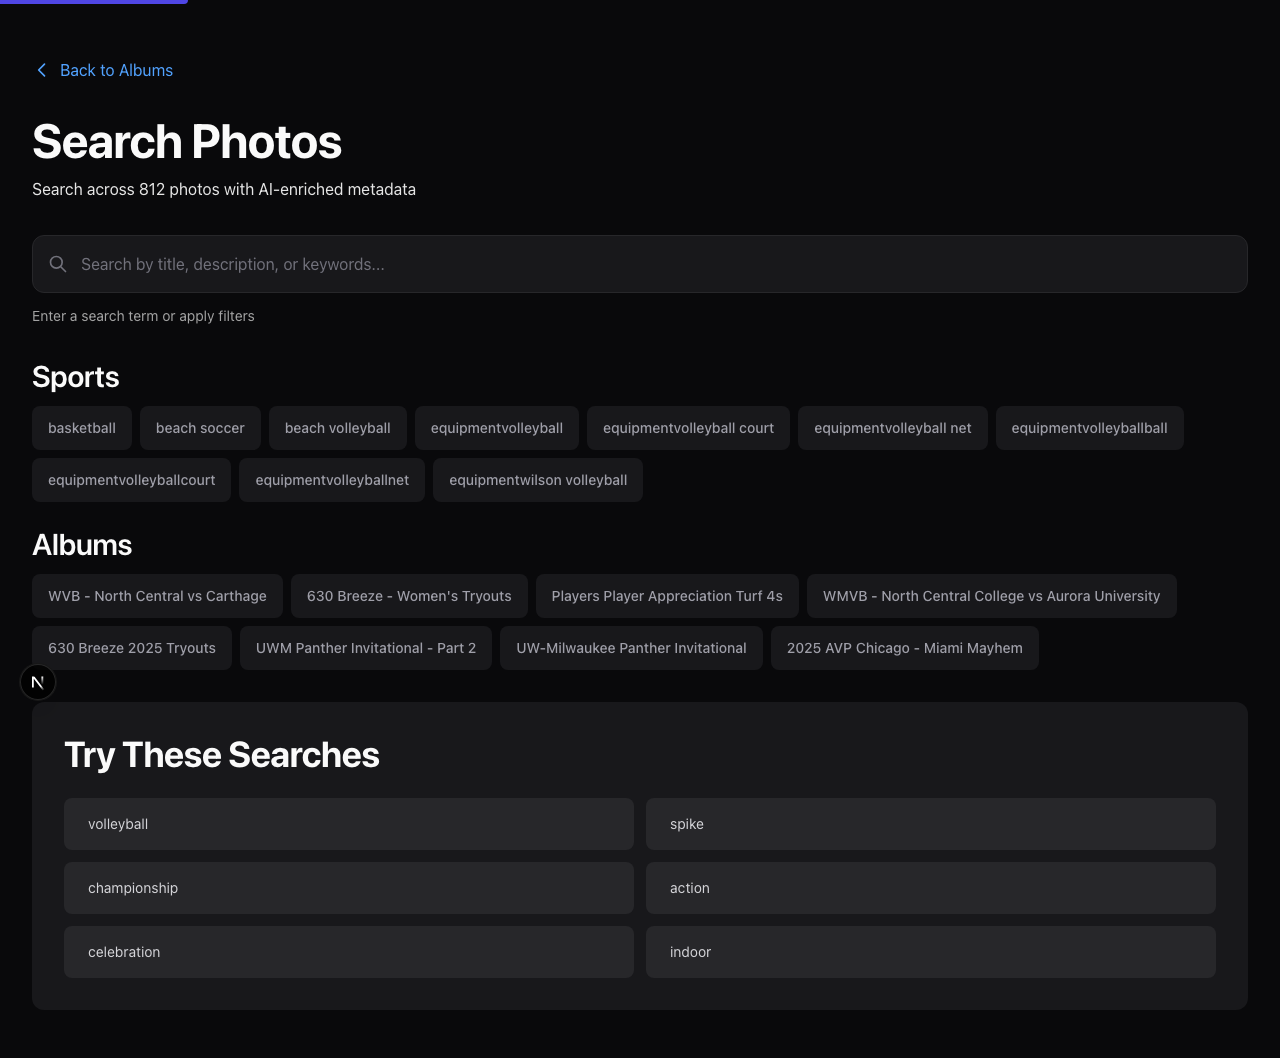 Back to Albums
Search Photos
Search across 812 photos with AI-enriched metadata
Search by title, description, or keywords...
Enter a search term or apply filters
Sports
basketball beach soccer beach volleyball equipmentvolleyball equipmentvolleyball court equipmentvolleyball net equipmentvolleyballball
equipmentvolleyballcourt equipmentvolleyballnet equipmentwilson volleyball
Albums
WVB - North Central vs Carthage 630 Breeze - Women's Tryouts Players Player Appreciation Turf 4s WMVB - North Central College vs Aurora University
630 Breeze 2025 Tryouts UWM Panther Invitational - Part 2 UW-Milwaukee Panther Invitational 2025 AVP Chicago - Miami Mayhem
N
Try These Searches
volleyball spike
championship action
celebration indoor